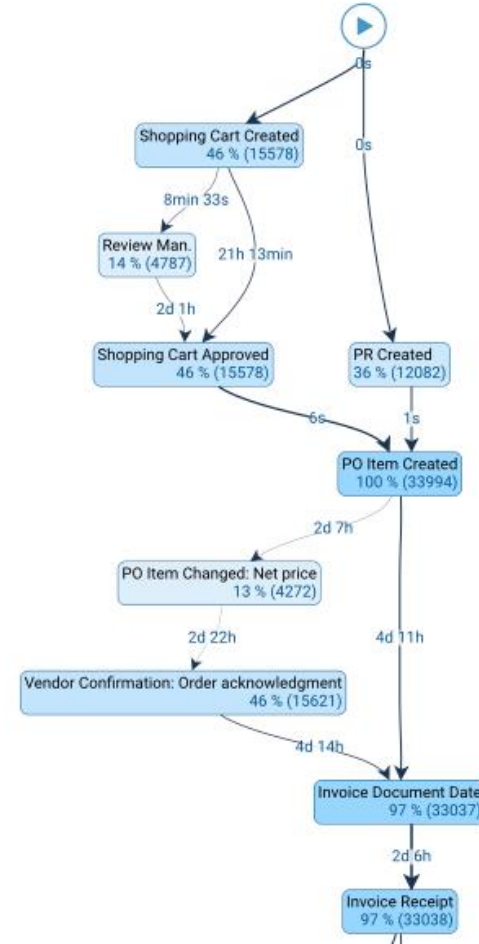 0s
Shopping Cart Created
46 % (15578)
0s
8min 33s
Review Man.
14 % (4787)
21h 13min
2d 1h
Shopping Cart Approved
46 % (15578)
PR Created
36 % (12082)
6s
1s
PO Item Created
100 % (33994)
2d 7h
PO Item Changed: Net price
13 % (4272)
2d 22h
4d 11h
Vendor Confirmation: Order acknowledgment
46 % (15621)
4d 14h
Invoice Document Date
97 % (33037)
2d 6h
Invoice Receipt
97 % (33038)